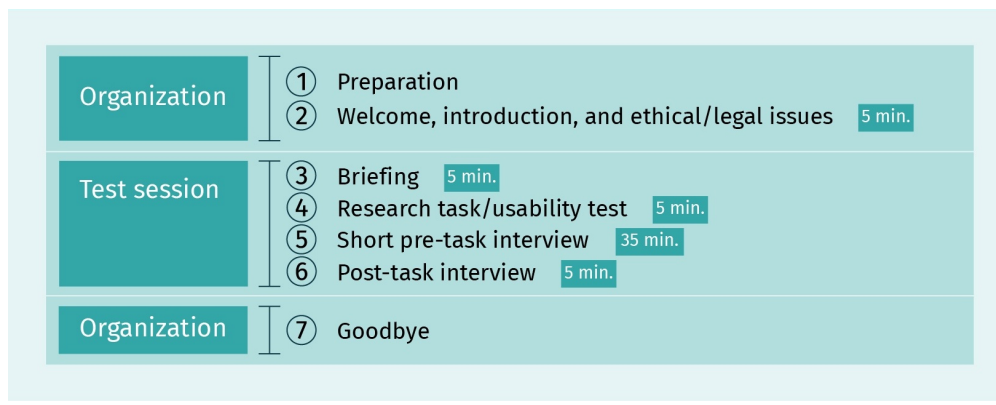 Organization
① Preparation
② Welcome, introduction, and ethical/legal issues 5 min.
Test session
③ Briefing 5 min.
④ Research task/usability test 5 min.
⑤ Short pre-task interview 35 min.
⑥ Post-task interview 5 min.
Organization
⑦ Goodbye